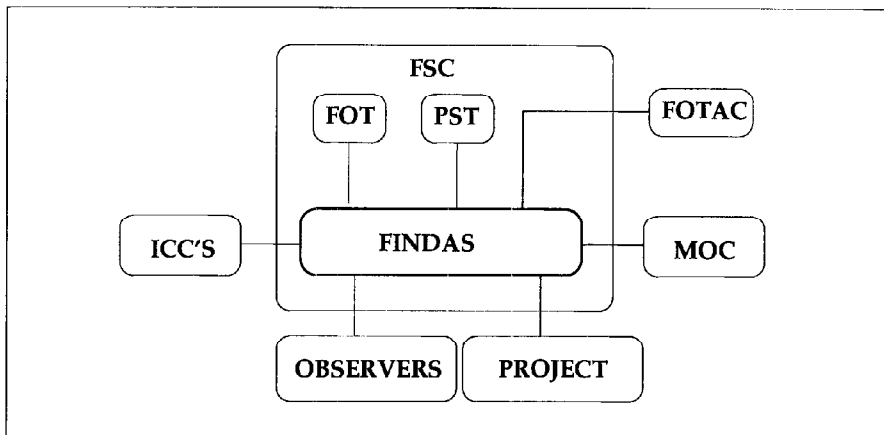 FSC
FOT
PST
FOTAC
ICC'S
FINDAS
MOC
OBSERVERS
PROJECT